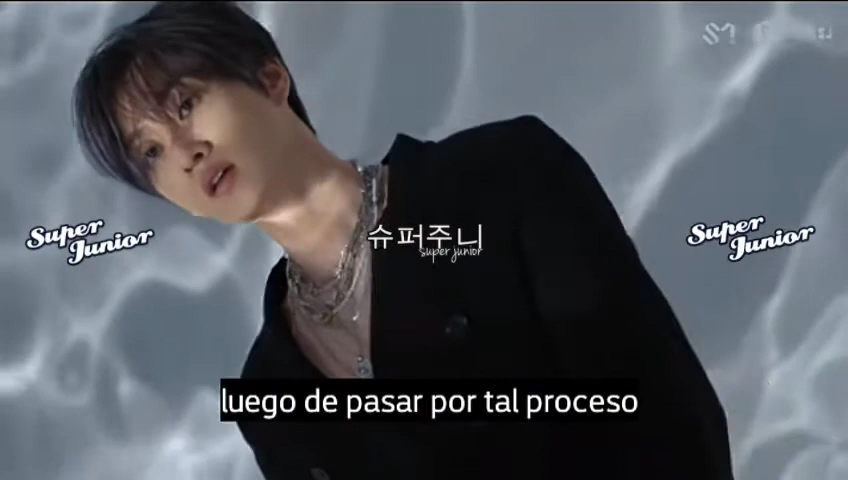 Super
Junior
슈퍼주니
super junior
Super
Junior
luego de pasar por tal proceso